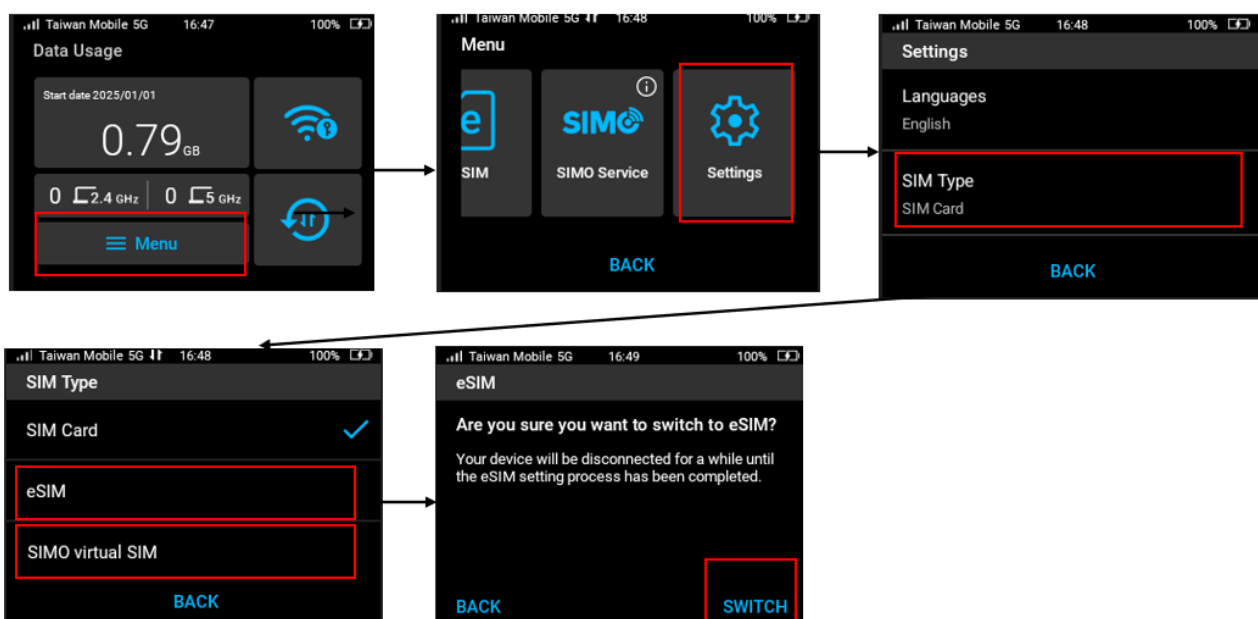 Taiwan Mobile 5G 16:47 100%
Data Usage
Start date 2025/01/01
0.79 GB
0 2.4 GHz 0 5 GHz
Menu
Taiwan Mobile 5G 16:48 100%
Menu
e
SIM
SIMO
SIMO Service
Settings
BACK
Taiwan Mobile 5G 16:48 100%
Settings
Languages
English
SIM Type
SIM Card
BACK
Taiwan Mobile 5G 16:48 100%
SIM Type
SIM Card
eSIM
SIMO virtual SIM
BACK
Taiwan Mobile 5G 16:49 100%
eSIM
Are you sure you want to switch to eSIM?
Your device will be disconnected for a while until
the eSIM setting process has been completed.
BACK SWITCH